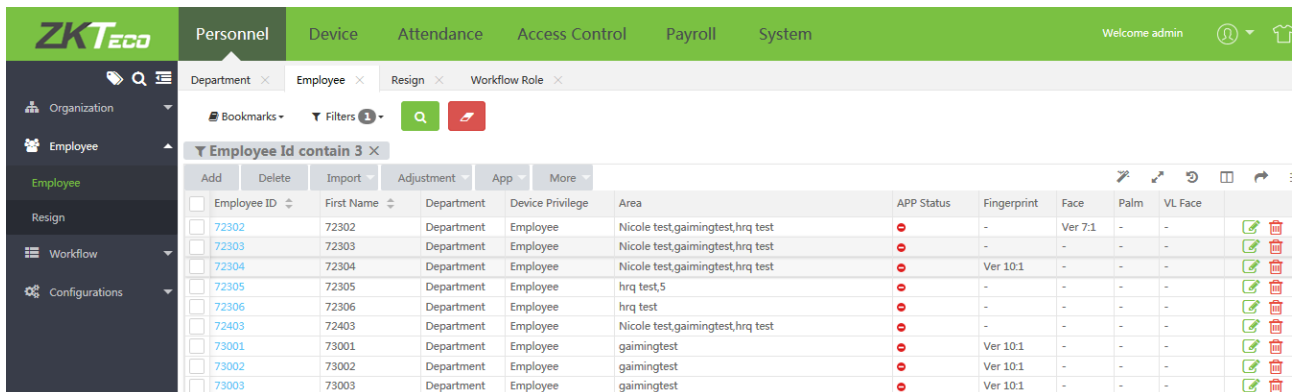 ZKTeco Personnel Device Attendance Access Control Payroll System Welcome admin
Department Employee Resign Workflow Role
Organization
Bookmarks Filters 1
Employee
Employee Id contain 3
Add Delete Import Adjustment App More
Employee
Employee ID First Name Department Device Privilege Area APP Status Fingerprint Face Palm VL Face
Resign
72302 72302 Department Employee Nicole test,gaimingtest,hrq test - Ver 7:1 - -
72303 72303 Department Employee Nicole test,gaimingtest,hrq test - - - -
Workflow
72304 72304 Department Employee Nicole test,gaimingtest,hrq test Ver 10:1 - - -
72305 72305 Department Employee hrq test,5 - - - -
Configurations
72306 72306 Department Employee hrq test - - - -
72403 72403 Department Employee Nicole test,gaimingtest,hrq test - - - -
73001 73001 Department Employee gaimingtest Ver 10:1 - - -
73002 73002 Department Employee gaimingtest Ver 10:1 - - -
73003 73003 Department Employee gaimingtest Ver 10:1 - - -